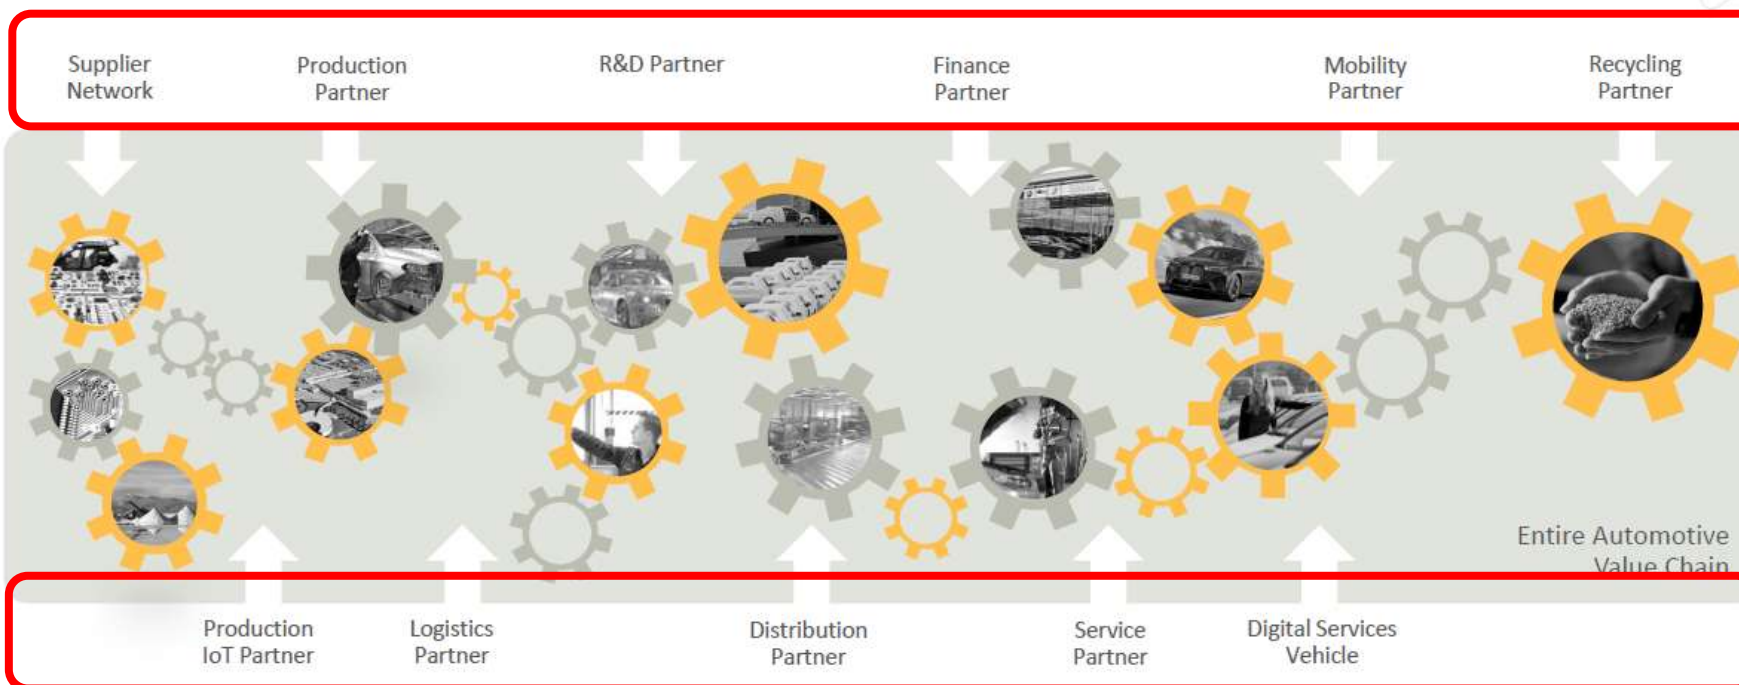 Supplier
Network
Production
Partner
R&D Partner
Finance
Partner
Mobility
Partner
Recycling
Partner
Entire Automotive
Value Chain
Production
IoT Partner
Logistics
Partner
Distribution
Partner
Service
Partner
Digital Services
Vehicle